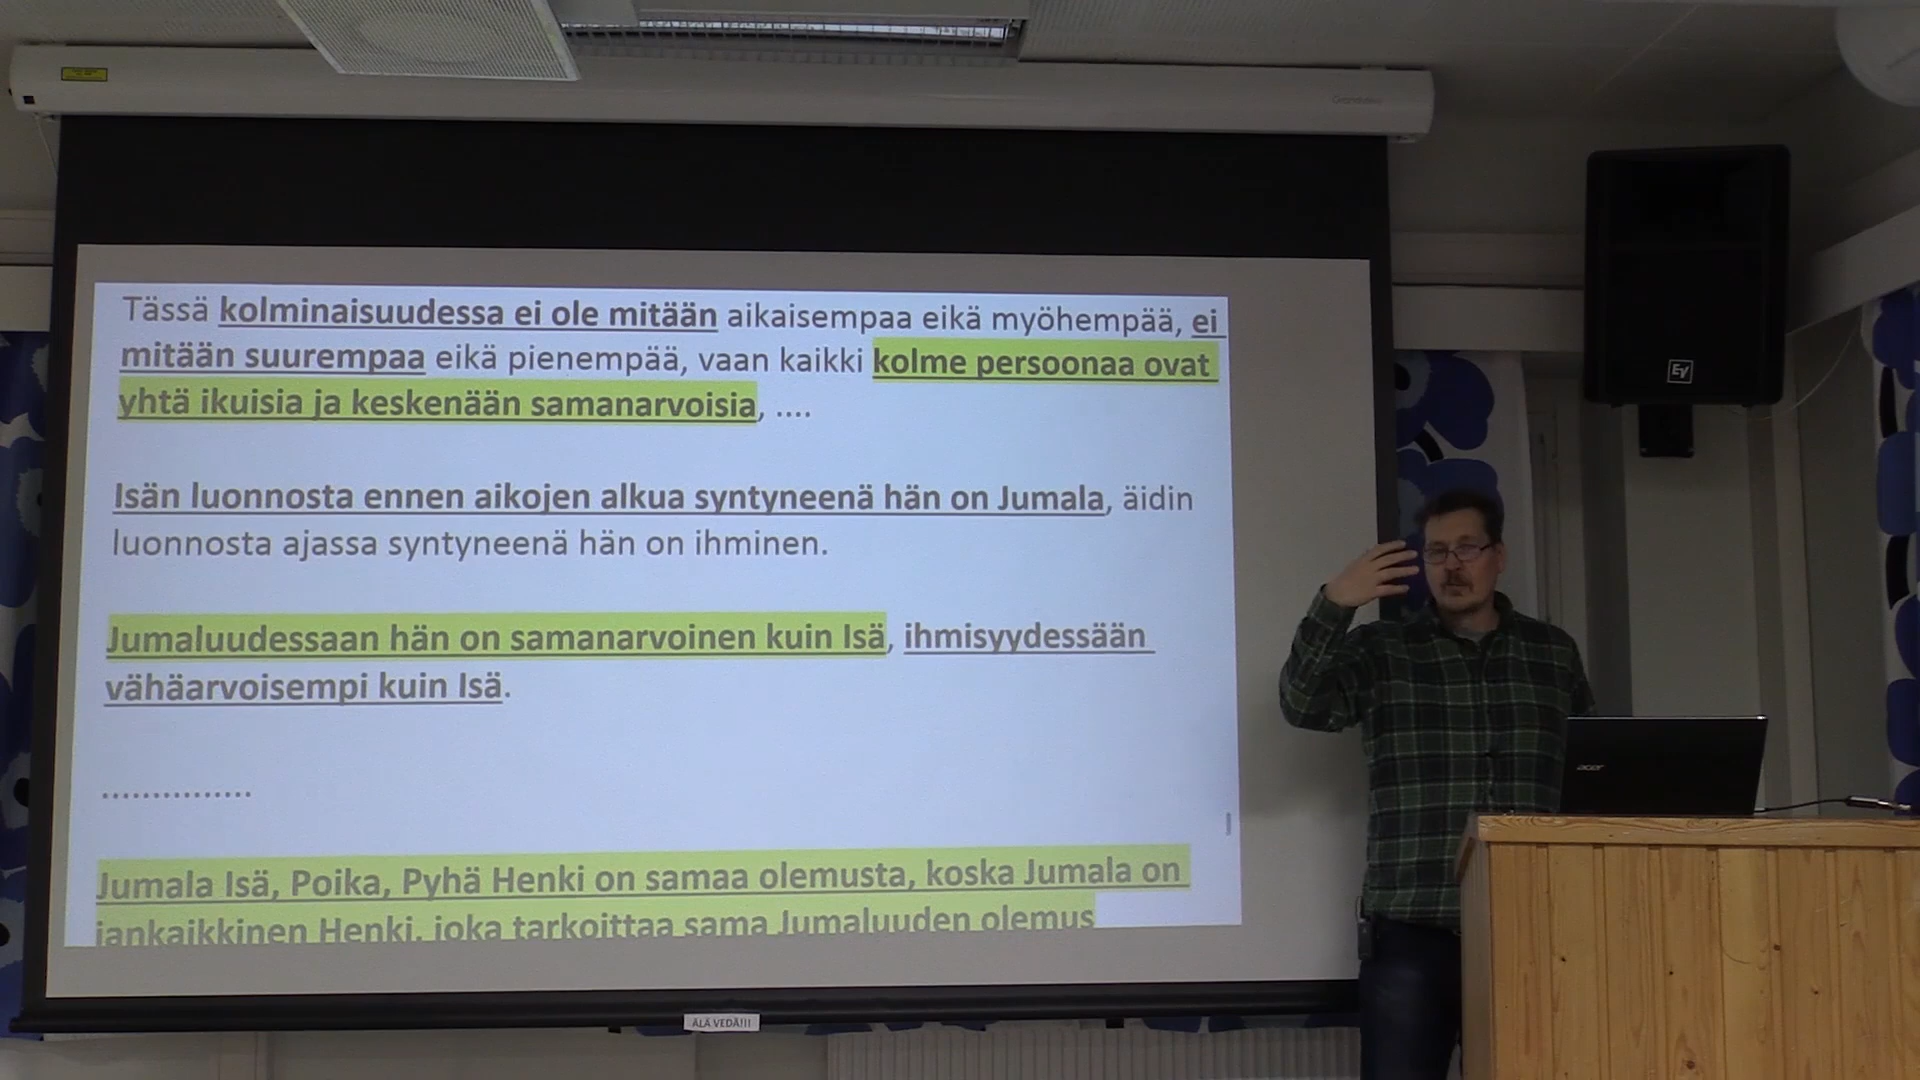 Tässä kolminaisuudessa ei ole mitään aikaisempaa eikä myöhempää, ei
mitään suurempaa eikä pienempää, vaan kaikki kolme persoonaa ovat
yhtä ikuisia ja keskenään samanarvoisia, ....
Isän luonnosta ennen aikojen alkua syntyneenä hän on Jumala, äidin
luonnosta ajassa syntyneenä hän on ihminen.
Jumaluudessaan hän on samanarvoinen kuin Isä, ihmisyydessään
vähäarvoisempi kuin Isä.
...............
Jumala Isä, Poika, Pyhä Henki on samaa olemusta, koska Jumala on
iankaikkinen Henki, joka tarkoittaa sama Jumaluuden olemus
ÄLÄ VEDÄ!!!
EV
acer